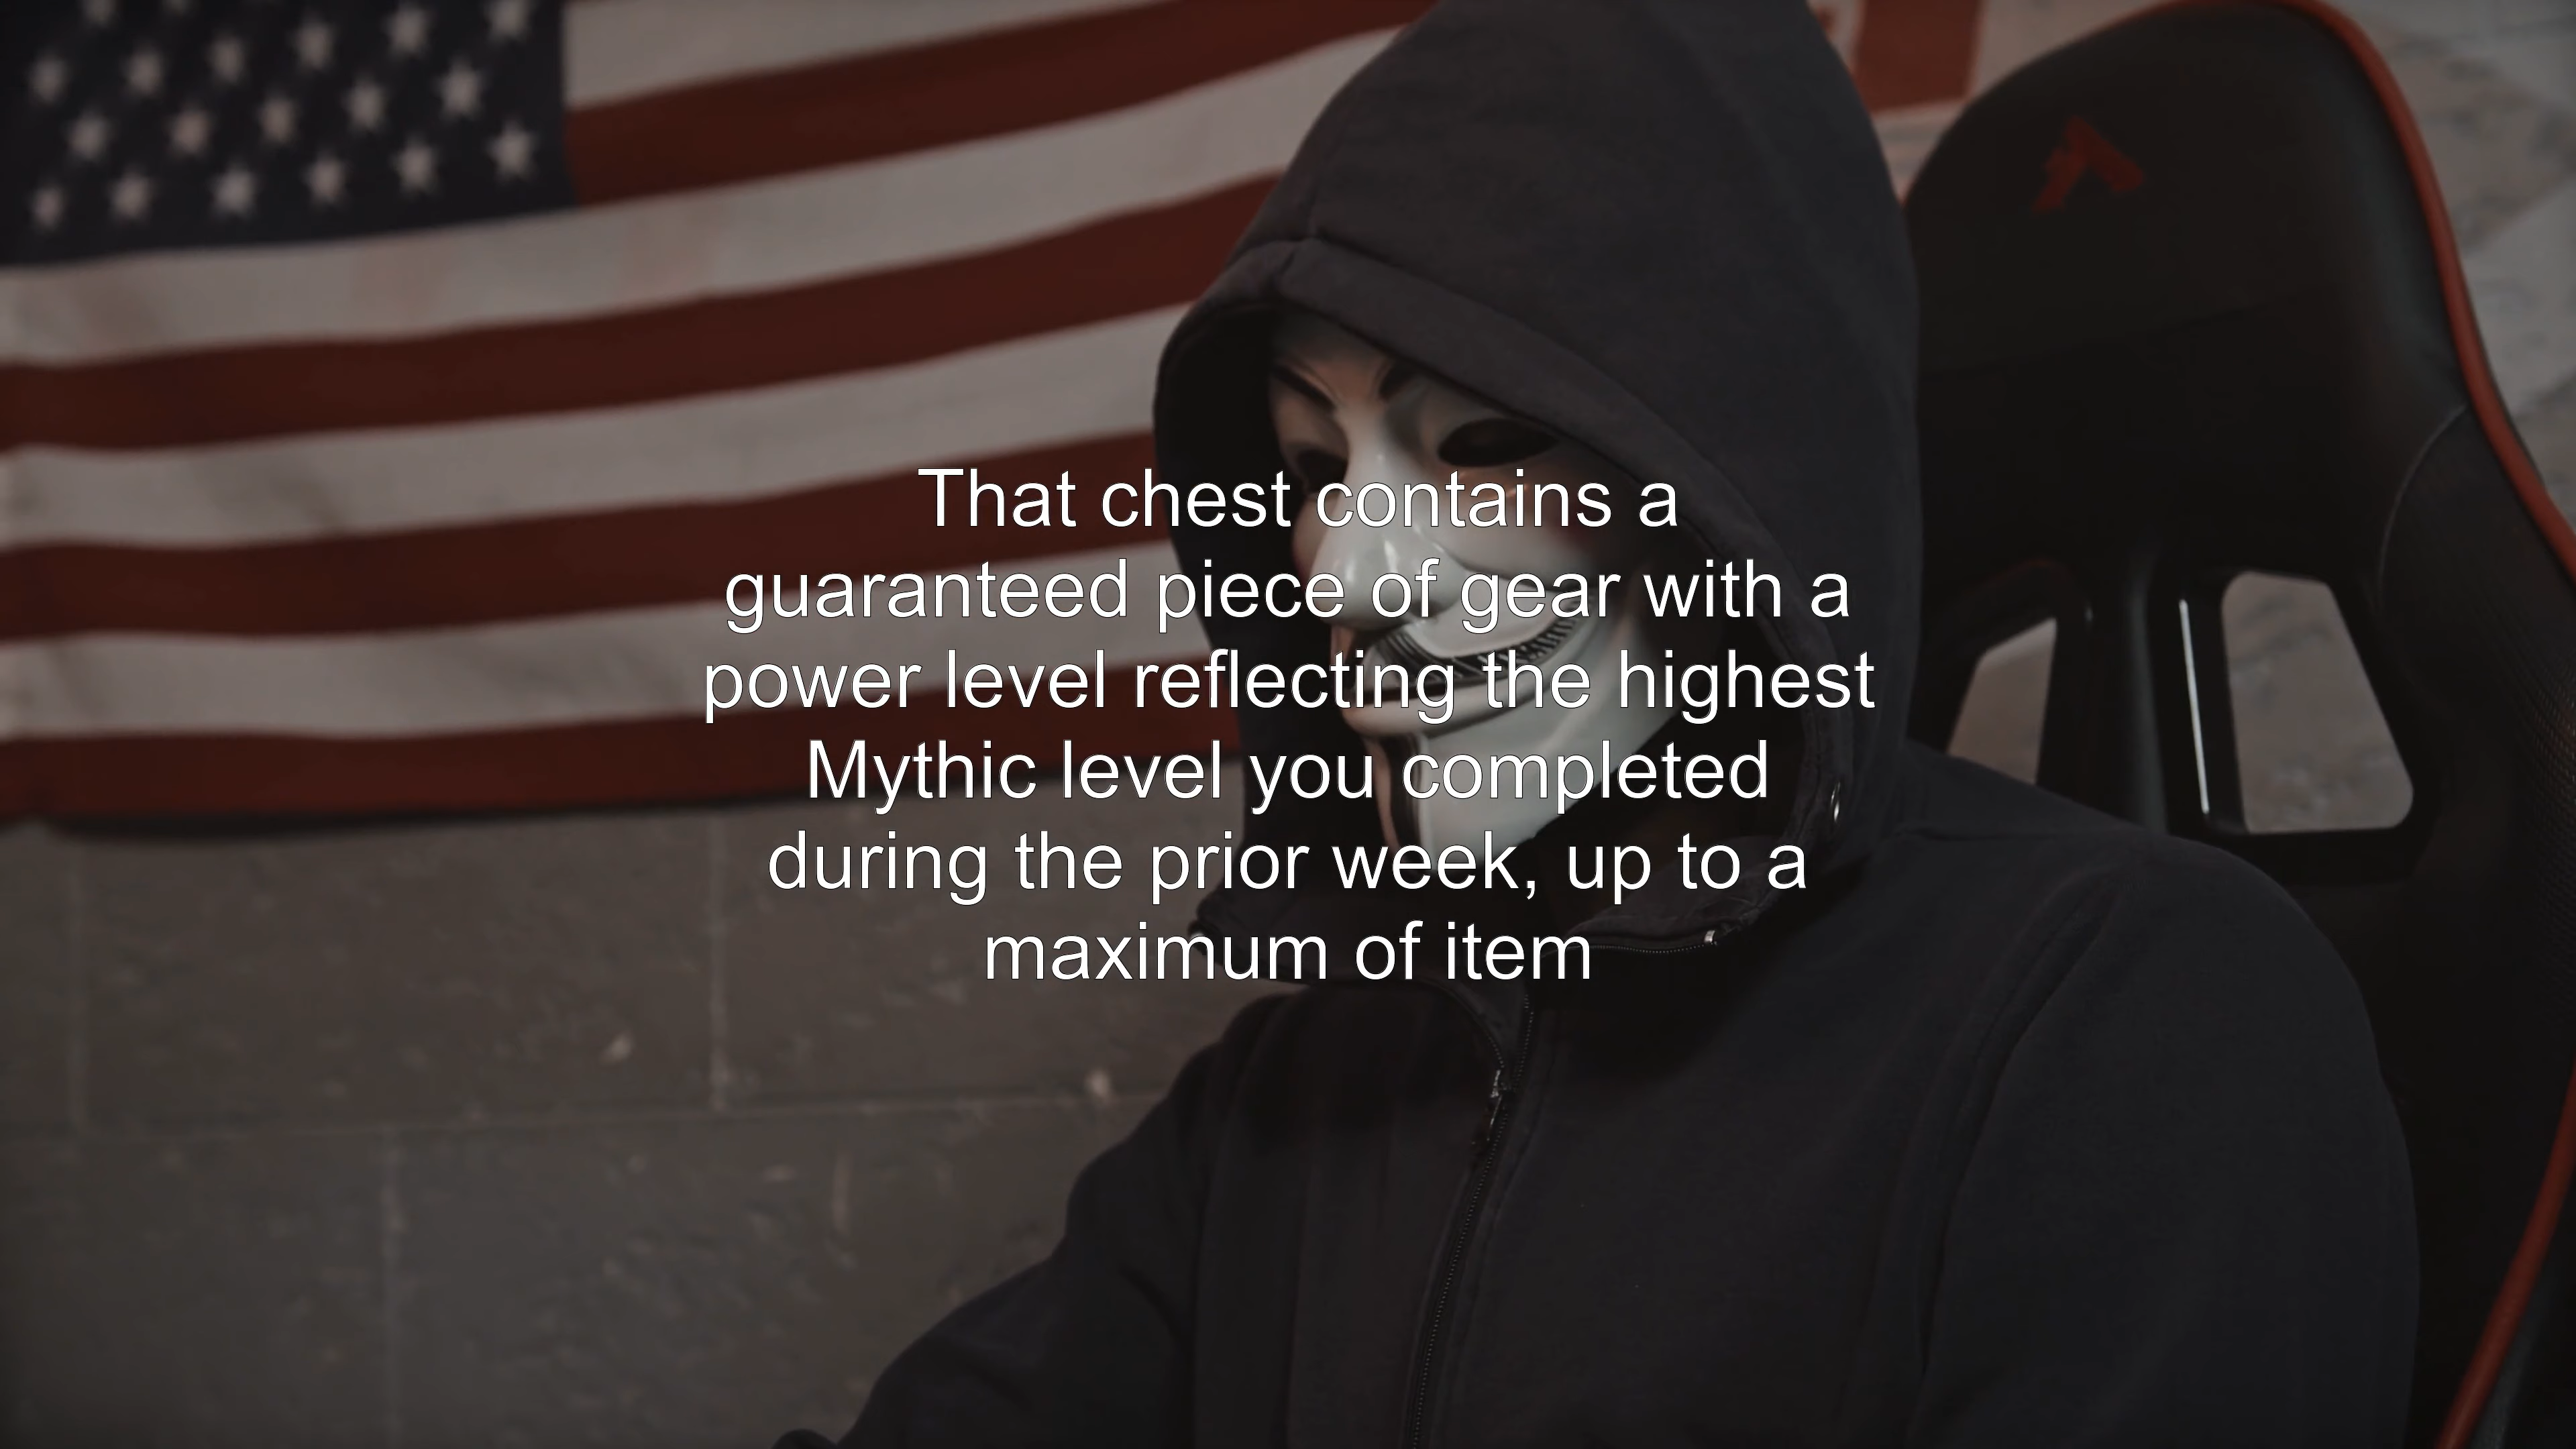 That chest contains a
guaranteed piece of gear with a
power level reflecting the highest
Mythic level you completed
during the prior week, up to a
maximum of item